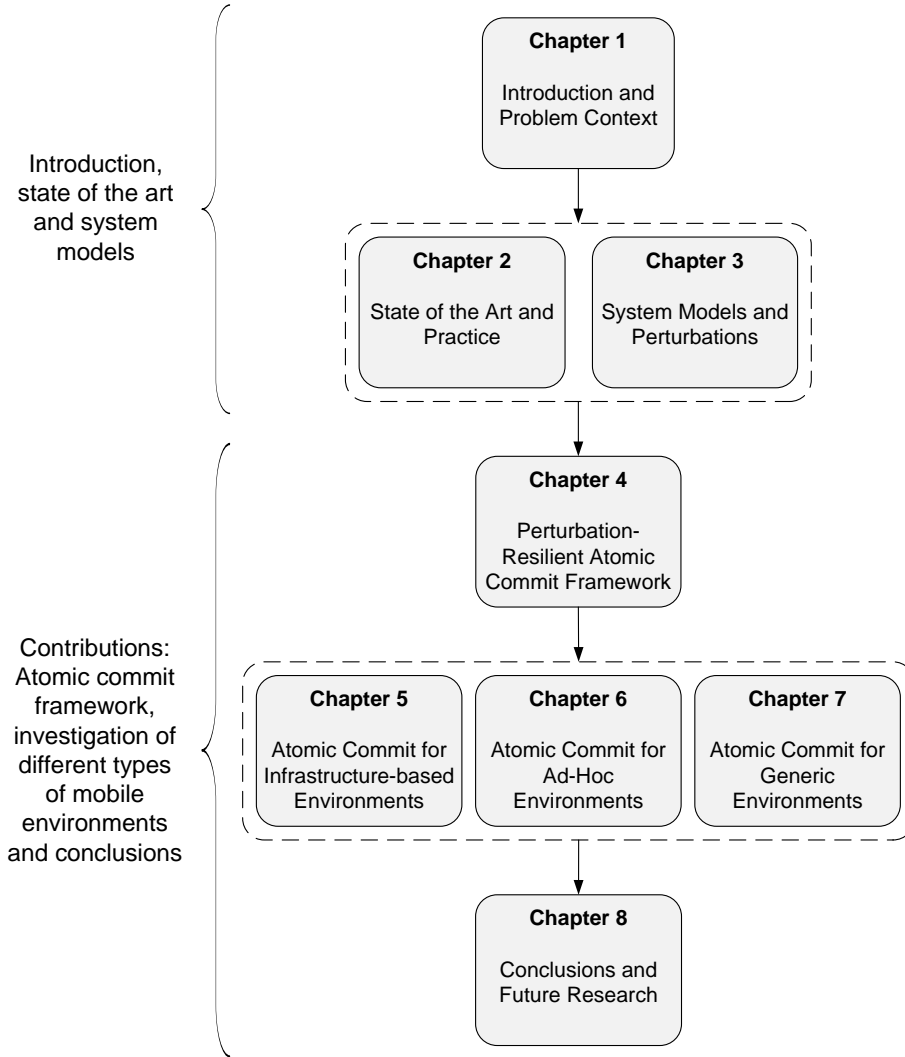 Chapter 1
Introduction and
Problem Context
Introduction,
state of the art
and system
models
Chapter 2
State of the Art and
Practice
Chapter 3
System Models and
Perturbations
Chapter 4
Perturbation-
Resilient Atomic
Commit Framework
Contributions:
Atomic commit
framework,
investigation of
different types
of mobile
environments
and conclusions
Chapter 5
Atomic Commit for
Infrastructure-based
Environments
Chapter 6
Atomic Commit for
Ad-Hoc
Environments
Chapter 7
Atomic Commit for
Generic
Environments
Chapter 8
Conclusions and
Future Research